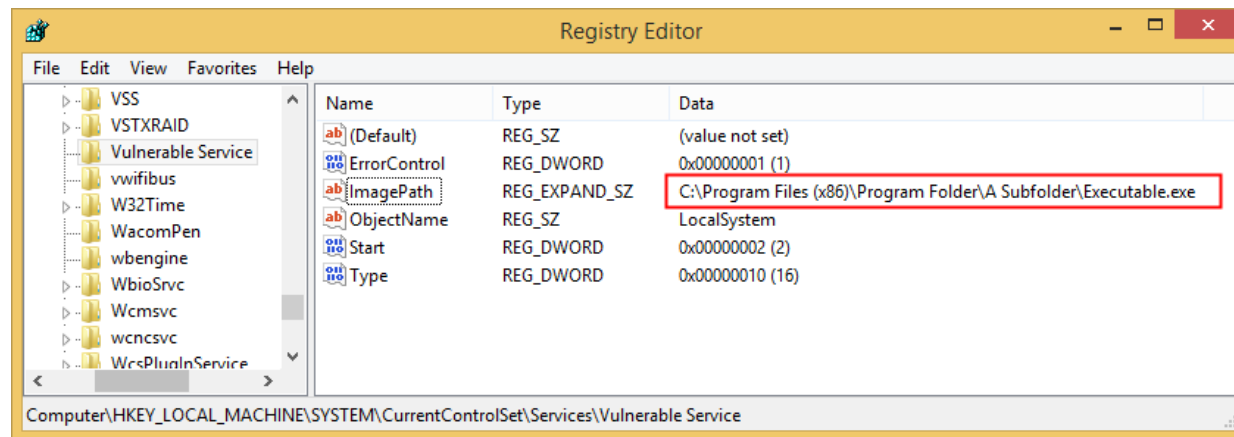 Registry Editor
File Edit View Favorites Help
VSS
VSTXRAID
Vulnerable Service
vwifibus
W32Time
WacomPen
wbengine
WbioSrvc
Wcmsvc
wcncsvc
WcsPlugInService
Name Type Data
(Default) REG_SZ (value not set)
ErrorControl REG_DWORD 0x00000001 (1)
ImagePath REG_EXPAND_SZ C:\Program Files (x86)\Program Folder\A Subfolder\Executable.exe
ObjectName REG_SZ LocalSystem
Start REG_DWORD 0x00000002 (2)
Type REG_DWORD 0x00000010 (16)
Computer\HKEY_LOCAL_MACHINE\SYSTEM\CurrentControlSet\Services\Vulnerable Service